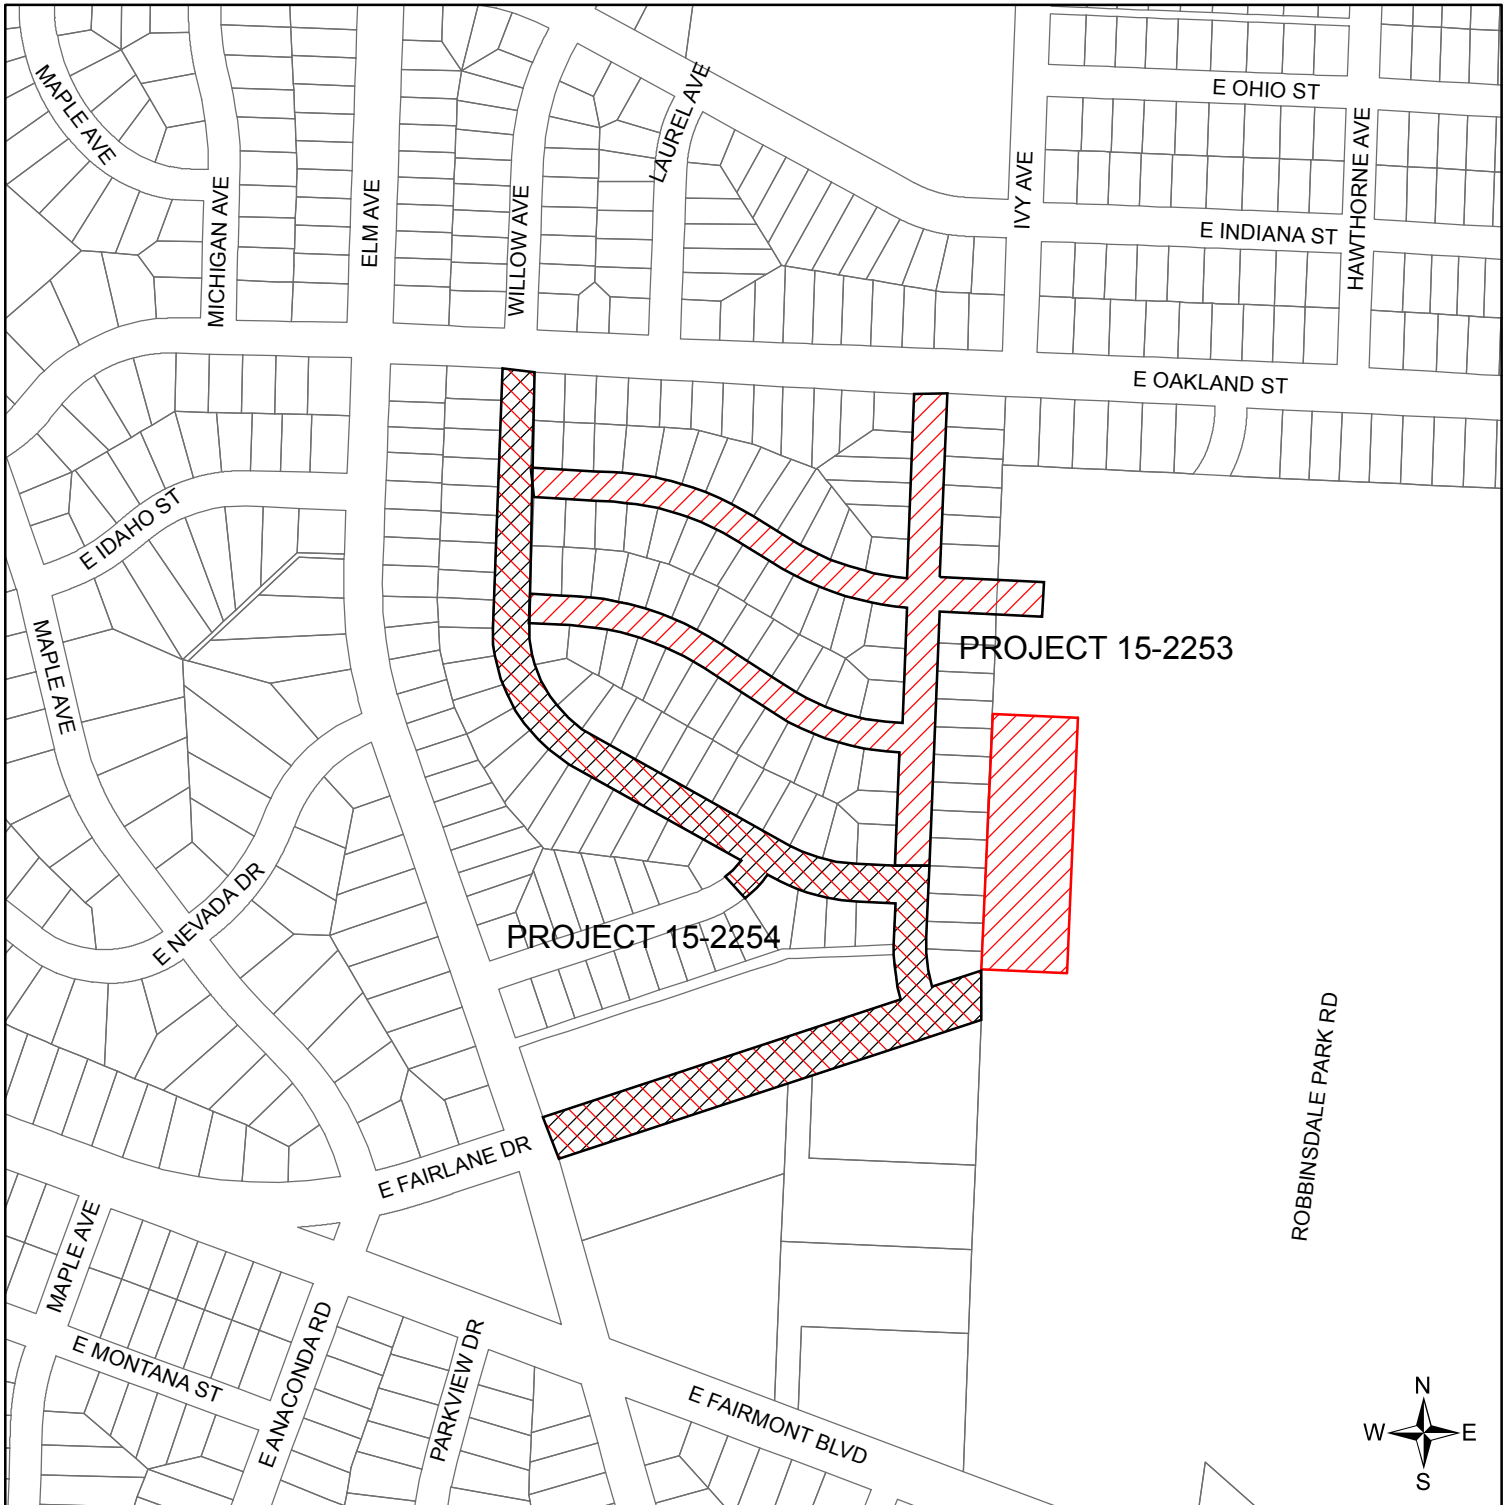 E OHIO ST
MAPLE AVE
LAUREL AVE
HAWTHORNE AVE
IVY AVE
MICHIGAN AVE
ELM AVE
WILLOW AVE
E INDIANA ST
E OAKLAND ST
E IDAHO ST
MAPLE AVE
PROJECT 15-2253
E NEVADA DR
PROJECT 15-2254
ROBBINSDALE PARK RD
E FAIRLANE DR
MAPLE AVE
E ANACONDA RD
PARKVIEW DR
E MONTANA ST
E FAIRMONT BLVD
N
W E
S